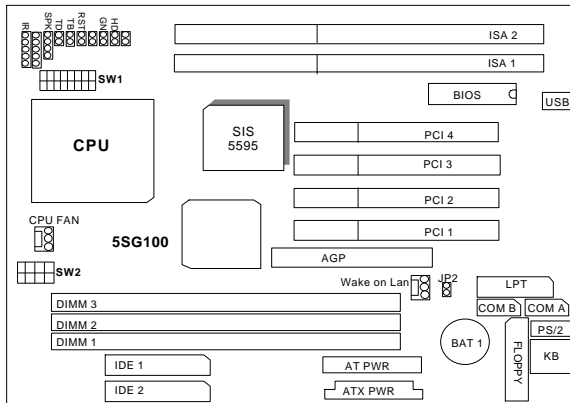 IR
SPK
TD
TB
RST
GN
HD
ISA 2
ISA 1
SW1
BIOS
USB
CPU
SIS
5595
PCI 4
PCI 3
PCI 2
PCI 1
CPU FAN
5SG100
AGP
SW2
Wake on Lan
JP2
LPT
COM B
COM A
DIMM 3
DIMM 2
DIMM 1
BAT 1
FLOPPY
PS/2
KB
IDE 1
AT PWR
IDE 2
ATX PWR